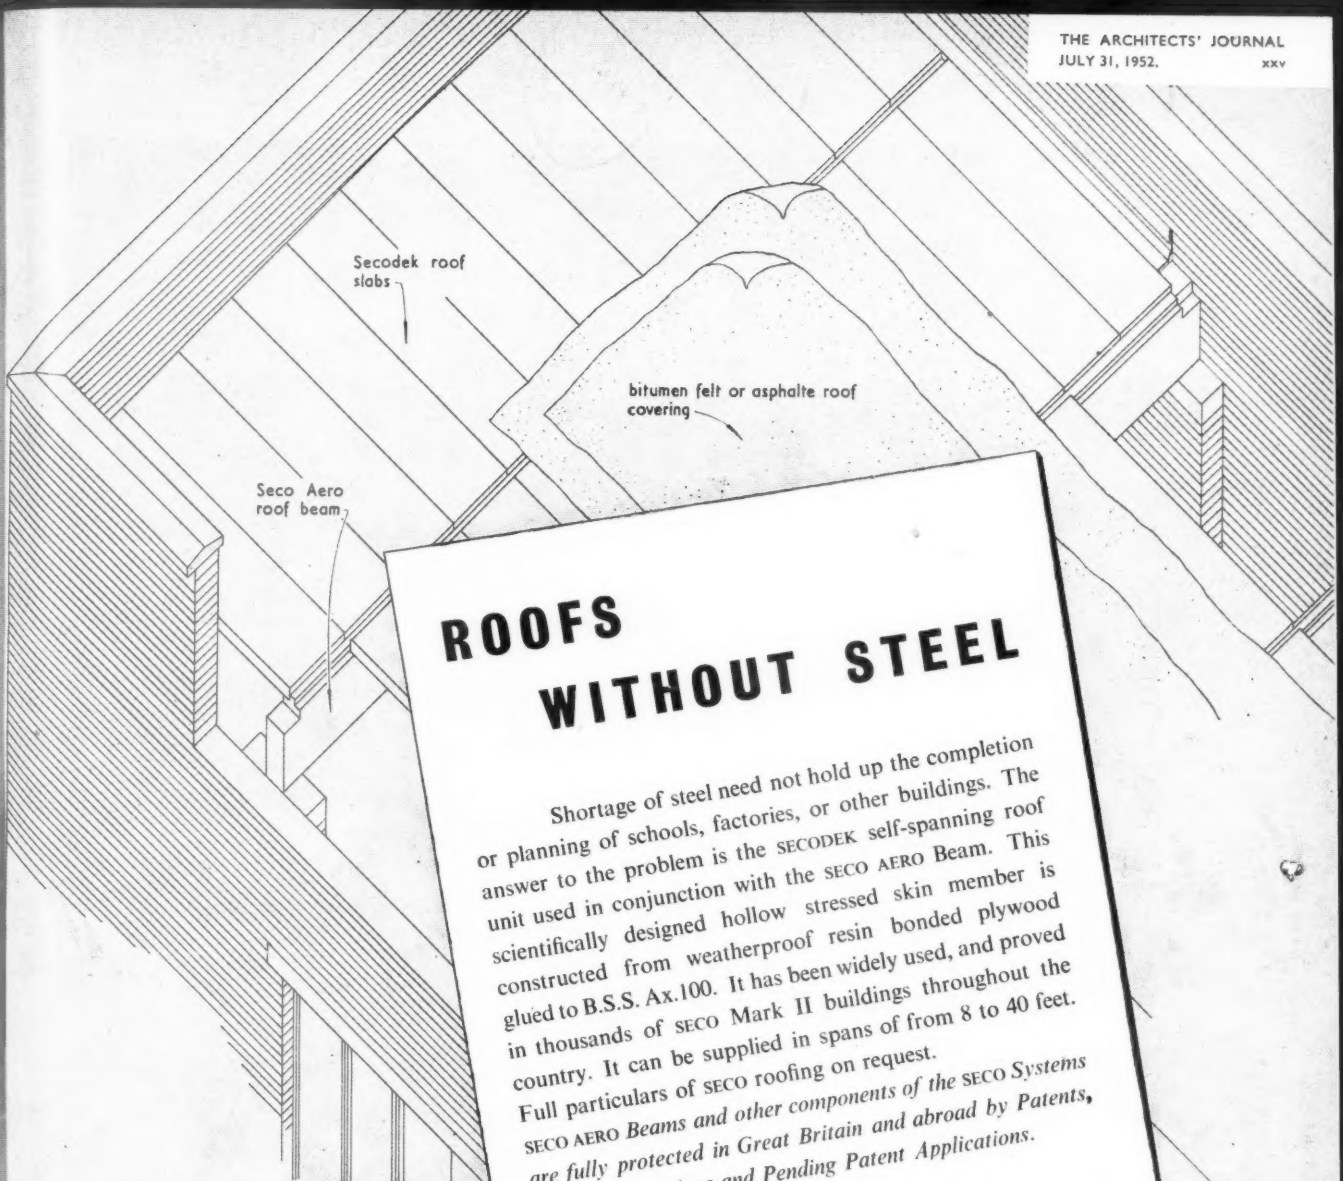 THE ARCHITECTS' JOURNAL
JULY 31, 1952. xxv
Secodek roof
slabs
bitumen felt or asphalte roof
covering
Seco Aero
roof beam
ROOFS
WITHOUT STEEL
Shortage of steel need not hold up the completion
or planning of schools, factories, or other buildings. The
answer to the problem is the SECODEK self-spanning roof
unit used in conjunction with the SECO AERO Beam. This
scientifically designed hollow stressed skin member is
constructed from weatherproof resin bonded plywood
glued to B.S.S. Ax.100. It has been widely used, and proved
in thousands of SECO Mark II buildings throughout the
country. It can be supplied in spans of from 8 to 40 feet.
Full particulars of SECO roofing on request.
SECO AERO Beams and other components of the SECO Systems
are fully protected in Great Britain and abroad by Patents,
and Pending Patent Applications.